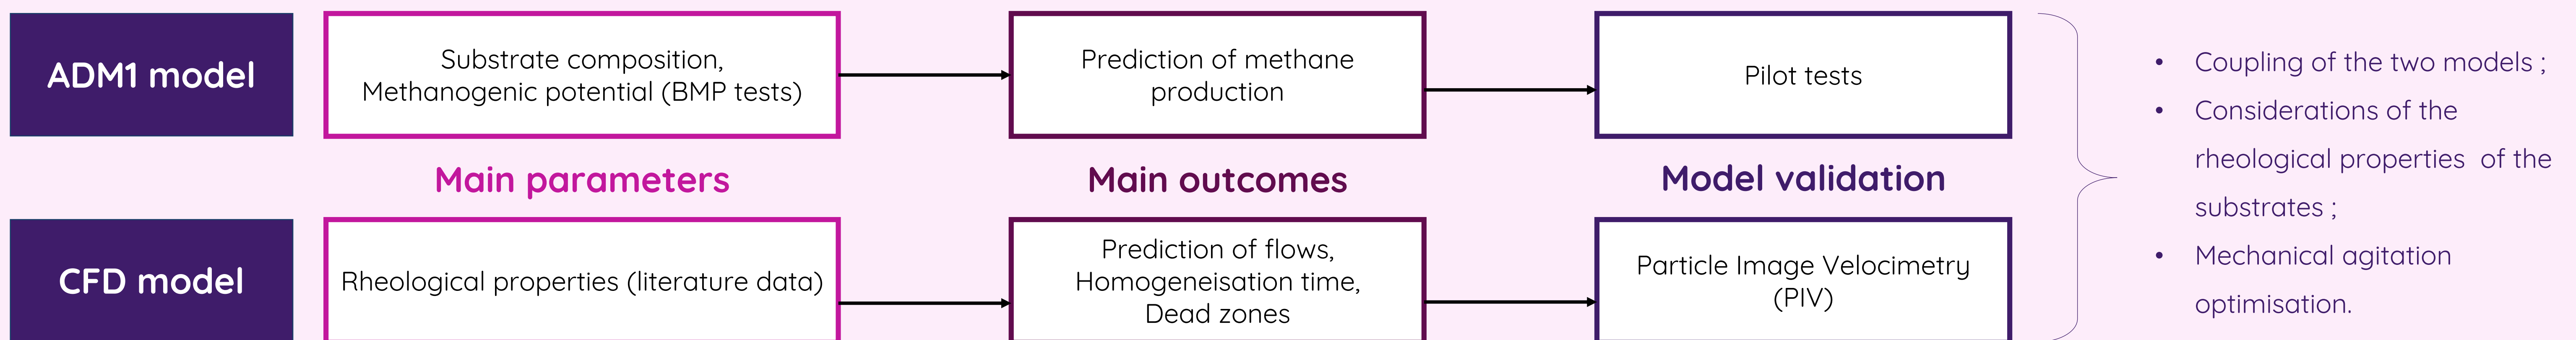 ADM1 model
Substrate composition,
Methanogenic potential (BMP tests)
Prediction of methane
production
Pilot tests
Main parameters
Main outcomes
Model validation
CFD model
Rheological properties (literature data)
Prediction of flows,
Homogeneisation time,
Dead zones
Particle Image Velocimetry
(PIV)
• Coupling of the two models ;
• Considerations of the
rheological properties  of the
substrates ;
• Mechanical agitation
optimisation.